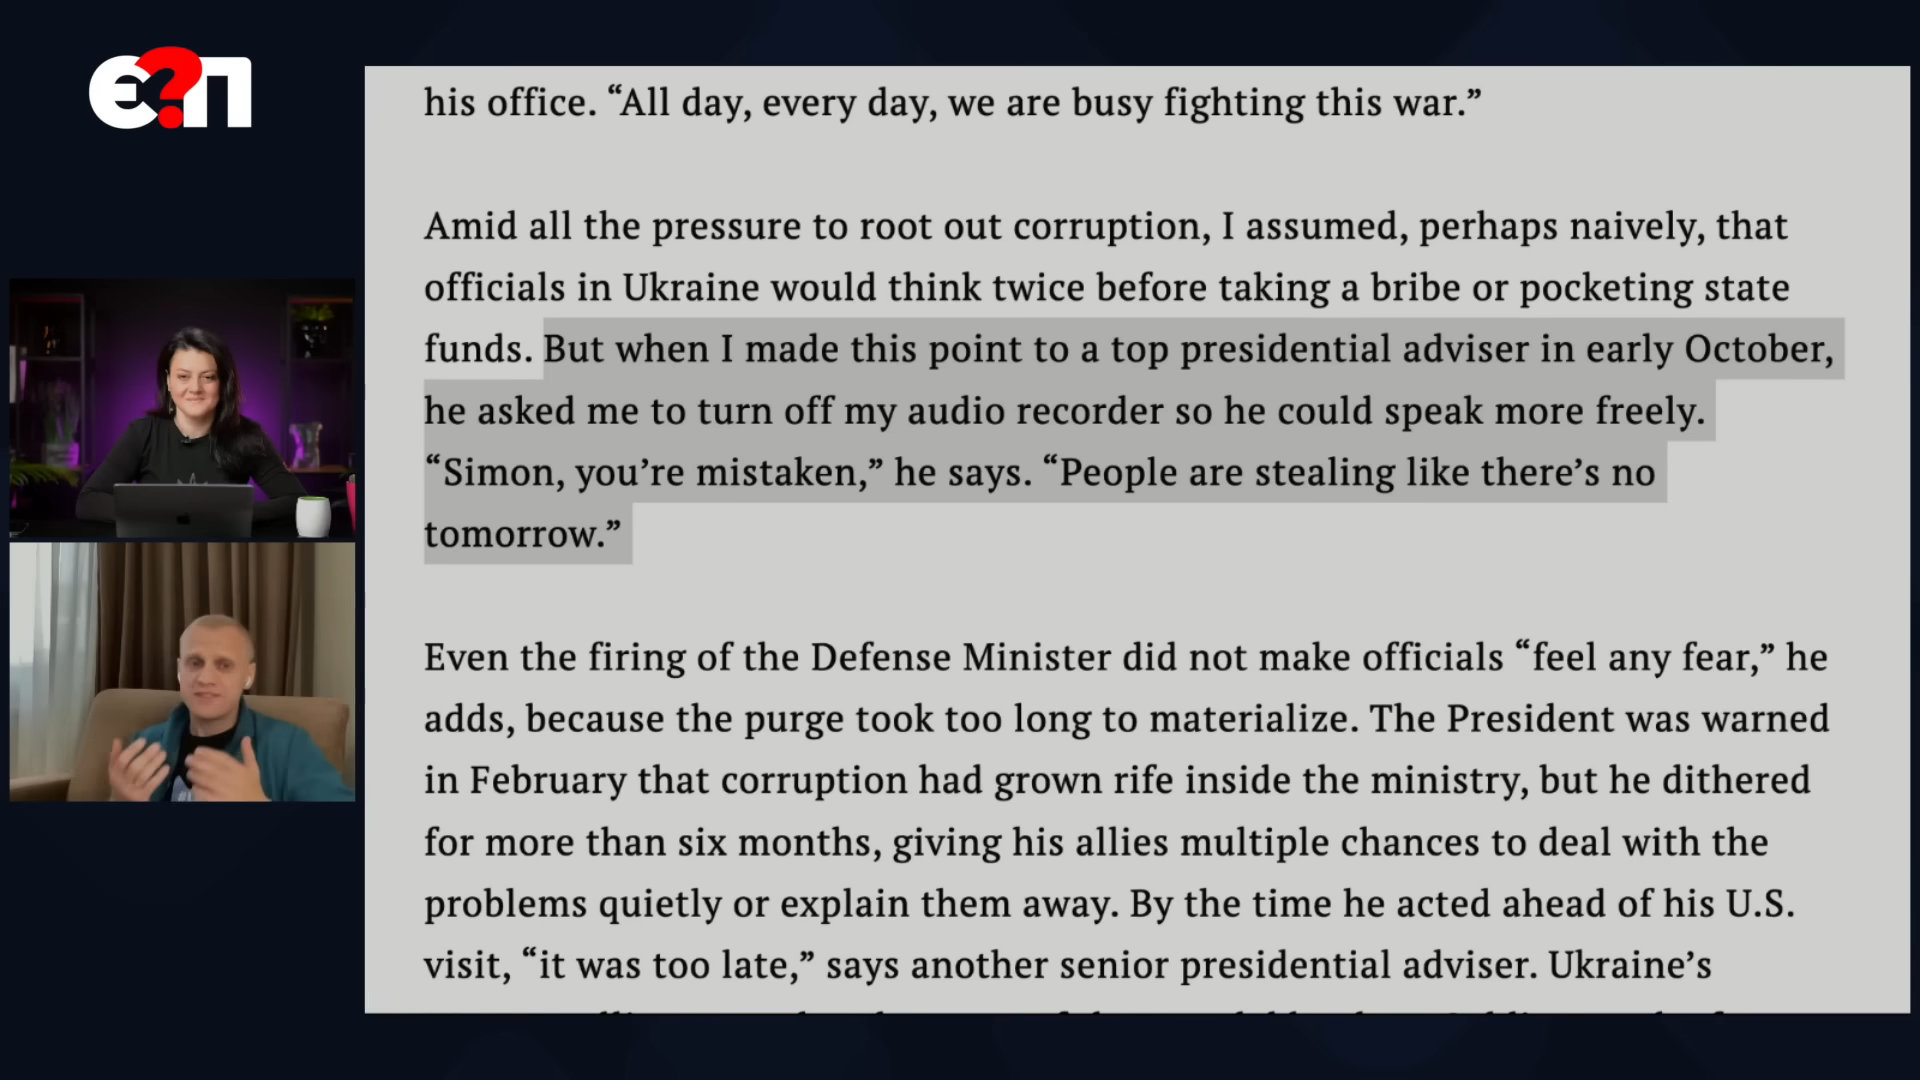 є?п
his office. “All day, every day, we are busy fighting this war.”
Amid all the pressure to root out corruption, I assumed, perhaps naively, that
officials in Ukraine would think twice before taking a bribe or pocketing state
funds. But when I made this point to a top presidential adviser in early October,
he asked me to turn off my audio recorder so he could speak more freely.
“Simon, you’re mistaken,” he says. “People are stealing like there’s no
tomorrow.”
Even the firing of the Defense Minister did not make officials “feel any fear,” he
adds, because the purge took too long to materialize. The President was warned
in February that corruption had grown rife inside the ministry, but he dithered
for more than six months, giving his allies multiple chances to deal with the
problems quietly or explain them away. By the time he acted ahead of his U.S.
visit, “it was too late,” says another senior presidential adviser. Ukraine’s